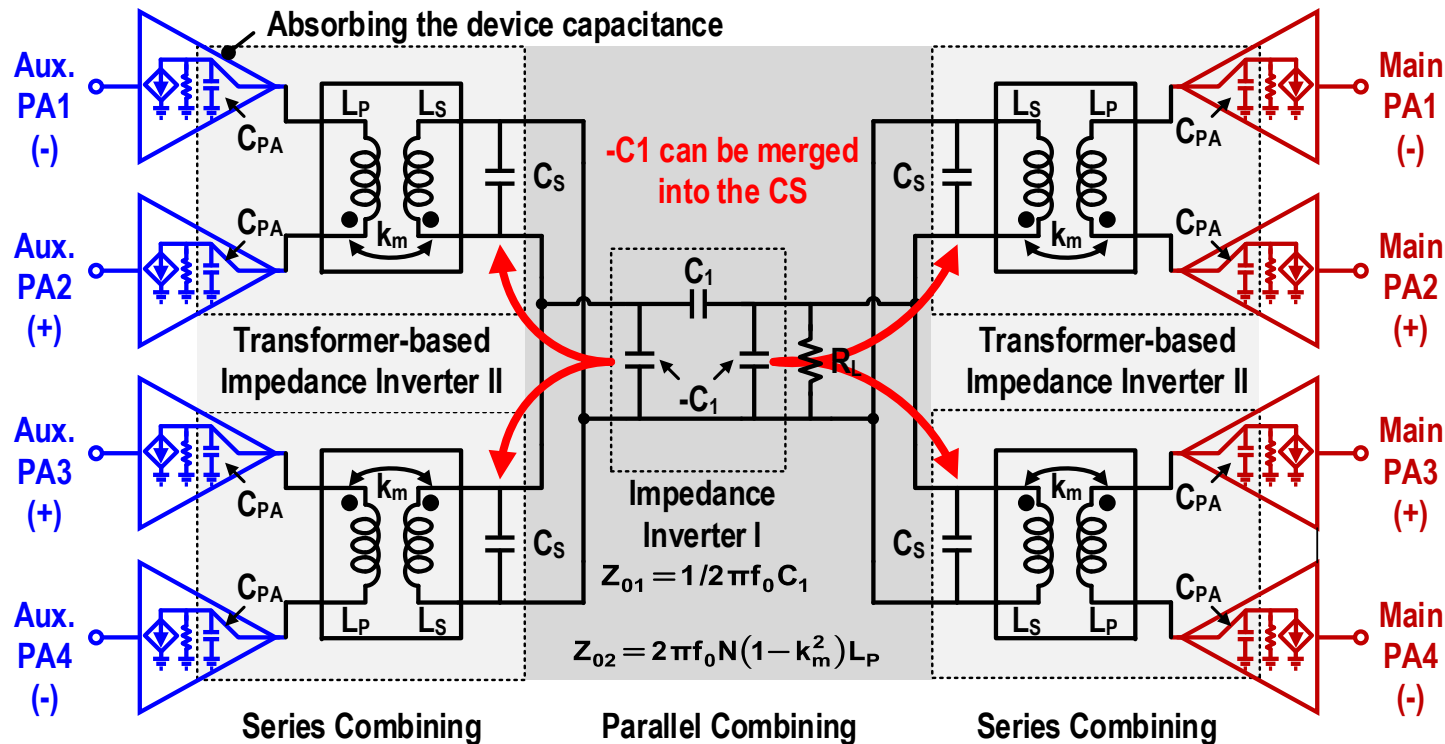 Absorbing the device capacitance
Aux.
PA1
(-)
CPA
LP
LS
CS
km
Aux.
PA2
(+)
CPA
-C1 can be merged
into the CS
LS
LP
CS
km
CPA
Main
PA1
(-)
CPA
Main
PA2
(+)
Transformer-based
Impedance Inverter II
C1
-C1
RL
Transformer-based
Impedance Inverter II
Aux.
PA3
(+)
CPA
km
CS
LP
LS
CPA
Aux.
PA4
(-)
Impedance
Inverter I
Z01 = 1/2πf0C1
Z02 = 2πf0N(1−km²)LP
km
CS
LS
LP
CPA
Main
PA3
(+)
CPA
Main
PA4
(-)
Series Combining
Parallel Combining
Series Combining